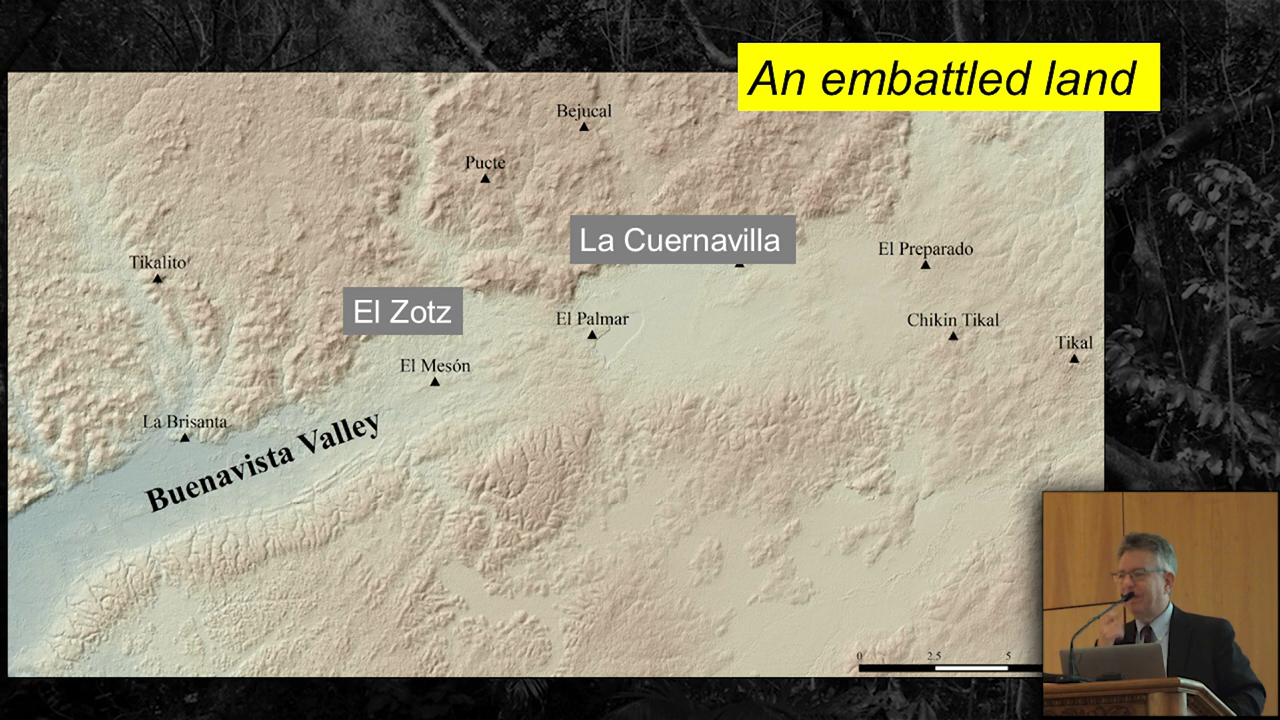 An embattled land
Bejucal
Pucte
La Cuernavilla
El Preparado
Tikalito
El Zotz
El Palmar
Chikin Tikal
Tikal
El Mesón
La Brisanta
Buenavista Valley
0 2.5 5